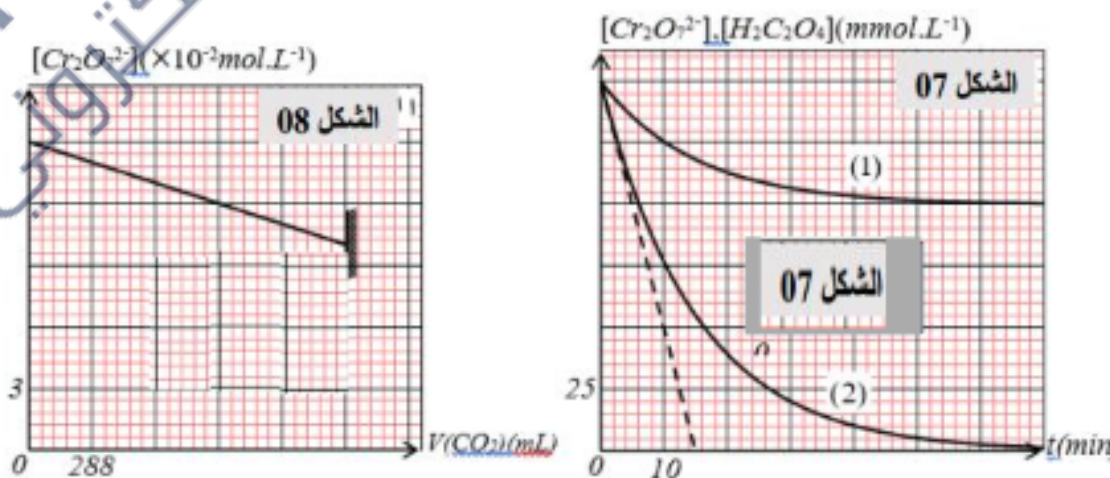 [Cr₂O₇²⁻](×10⁻²mol.L⁻¹)
الشكل 08
3
0
288
V(CO₂)(mL)
[Cr₂O₇²⁻],[H₂C₂O₄](mmol.L⁻¹)
الشكل 07
(1)
الشكل 07
(2)
25
0
10
t(min